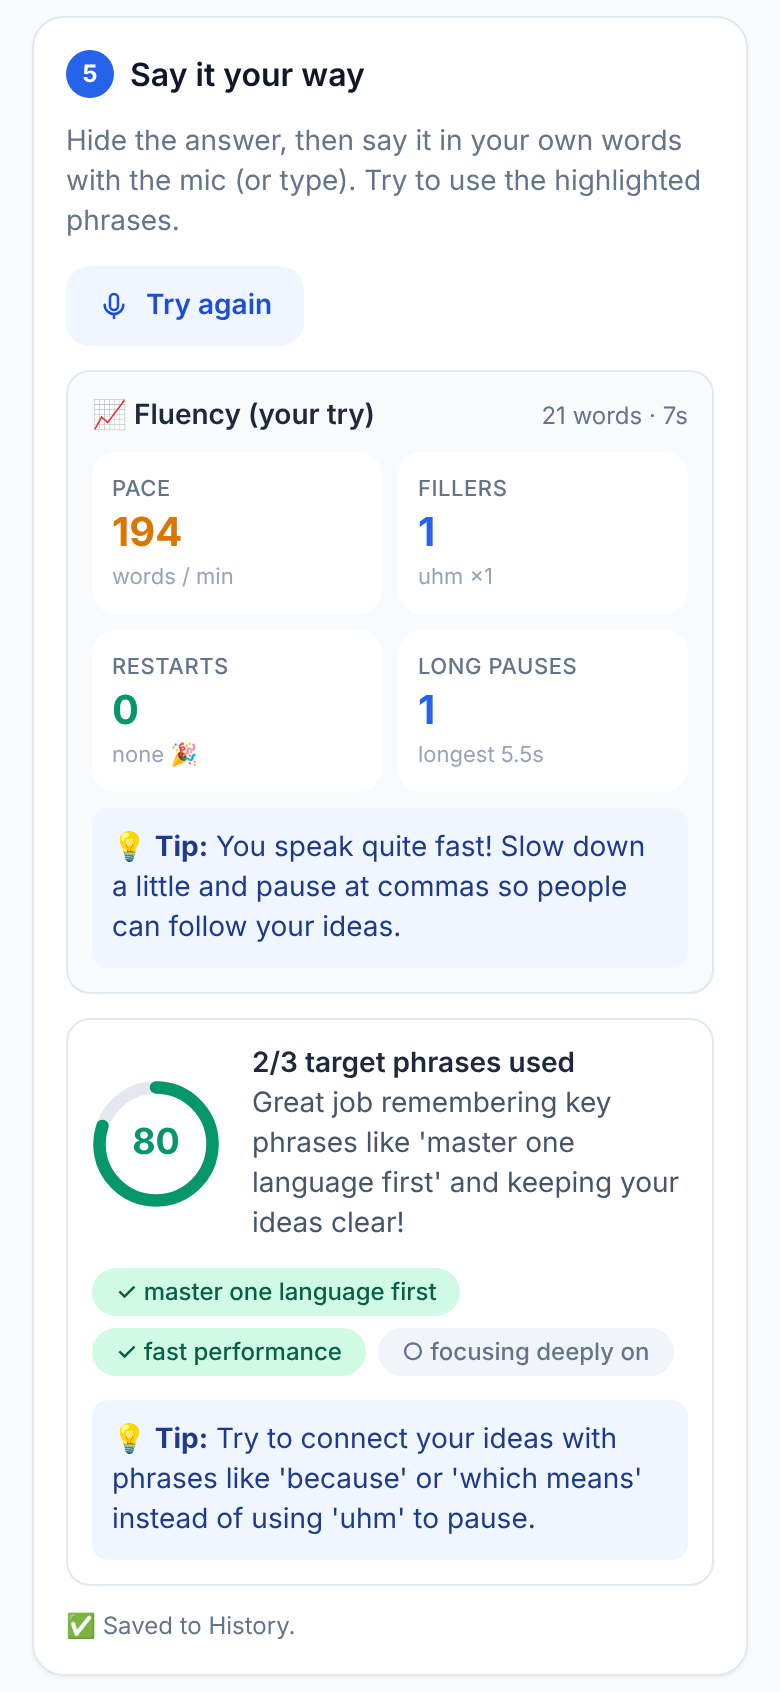 5 Say it your way
Hide the answer, then say it in your own words
with the mic (or type). Try to use the highlighted
phrases.
Try again
📈 Fluency (your try) 21 words · 7s
PACE
194
words / min
FILLERS
1
uhm ×1
RESTARTS
0
none 🎉
LONG PAUSES
1
longest 5.5s
💡 Tip: You speak quite fast! Slow down
a little and pause at commas so people
can follow your ideas.
80
2/3 target phrases used
Great job remembering key
phrases like 'master one
language first' and keeping your
ideas clear!
✓ master one language first
✓ fast performance
○ focusing deeply on
💡 Tip: Try to connect your ideas with
phrases like 'because' or 'which means'
instead of using 'uhm' to pause.
✅ Saved to History.